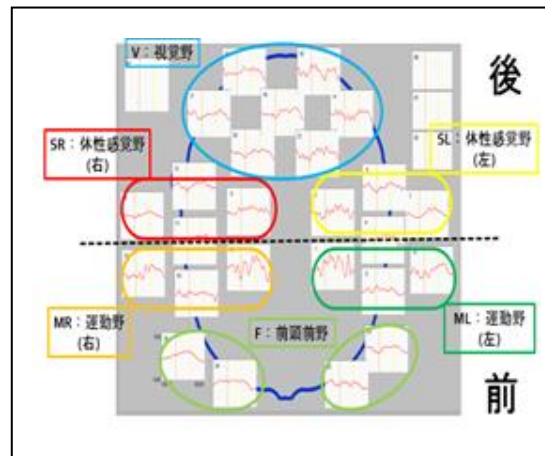 V：視覚野
後
SR：体性感覚野
(右)
SL：体性感覚野
(左)
MR：運動野
(右)
F：前頭前野
ML：運動野
(左)
前